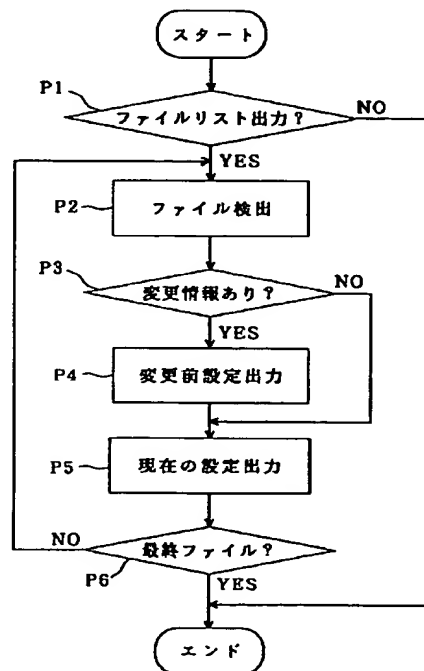 スタート
P1
ファイルリスト出力?
NO
YES
P2
ファイル検出
P3
変更情報あり?
NO
YES
P4
変更前設定出力
P5
現在の設定出力
NO
最終ファイル?
P6
YES
エンド